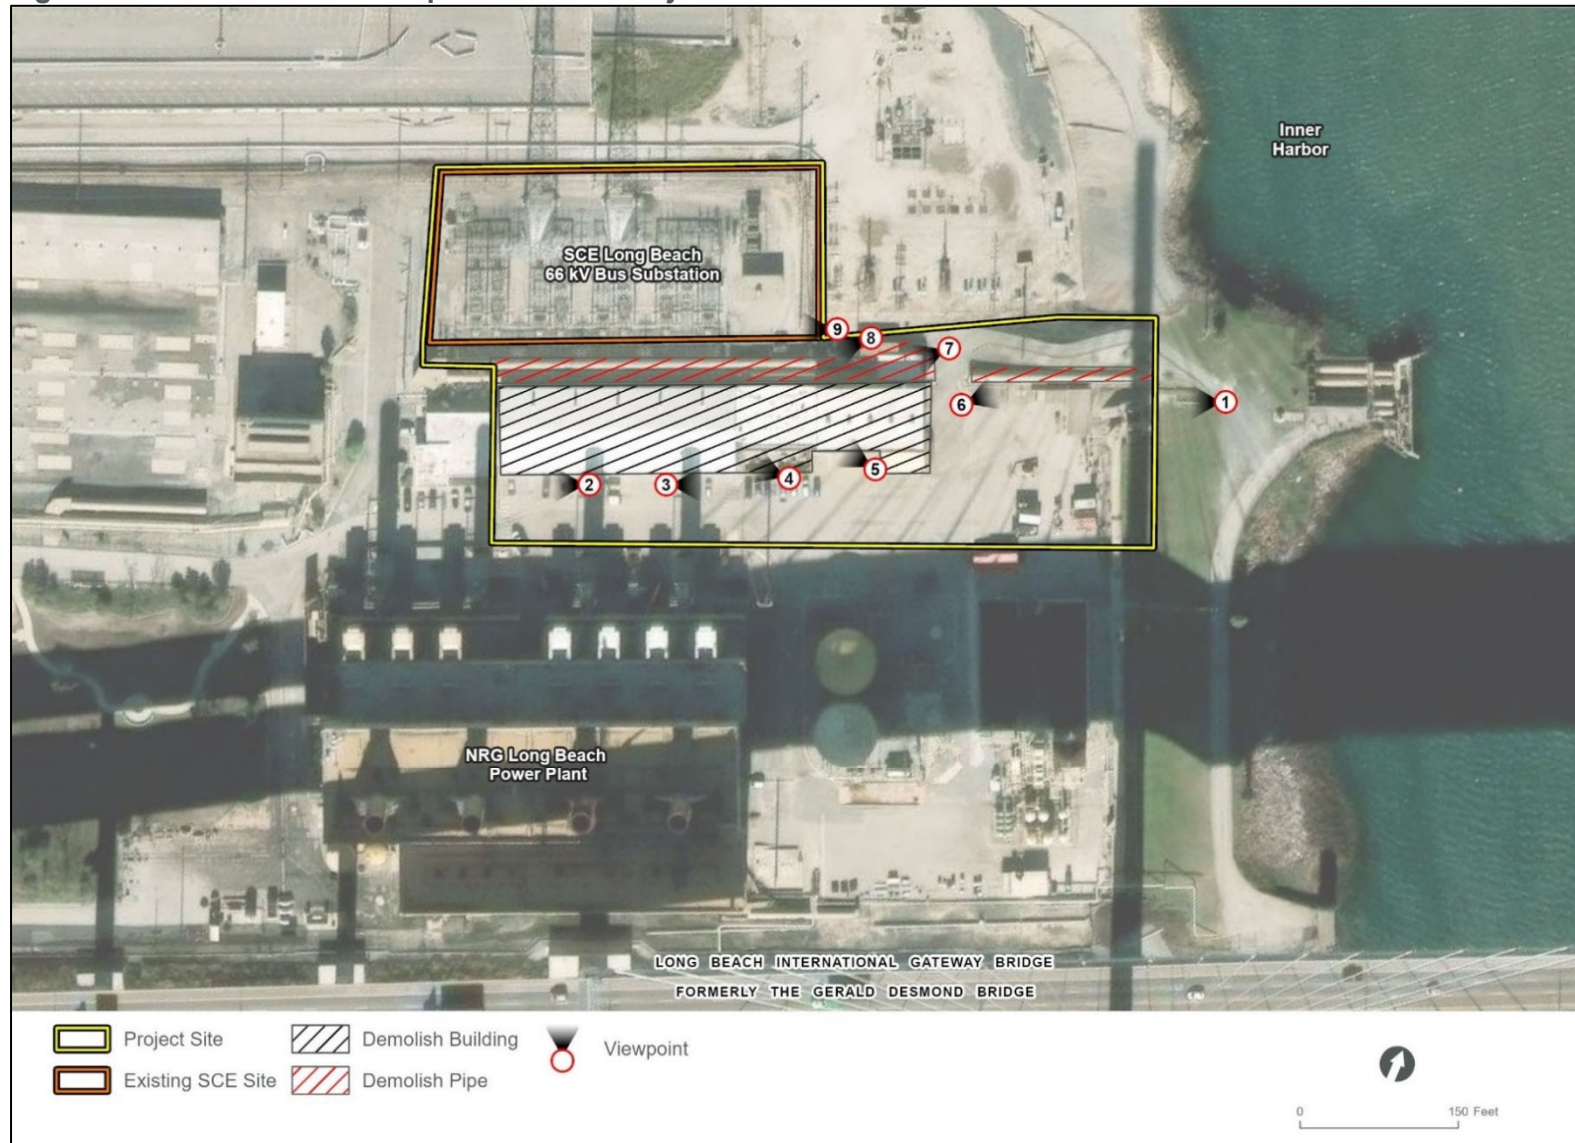 Inner
Harbor
SCE Long Beach
66 kV Bus Substation
9
8
7
6
1
5
4
2
3
NRG Long Beach
Power Plant
LONG BEACH INTERNATIONAL GATEWAY BRIDGE
FORMERLY THE GERALD DESMOND BRIDGE
Project Site
Demolish Building
Viewpoint
Existing SCE Site
Demolish Pipe
0
150 Feet